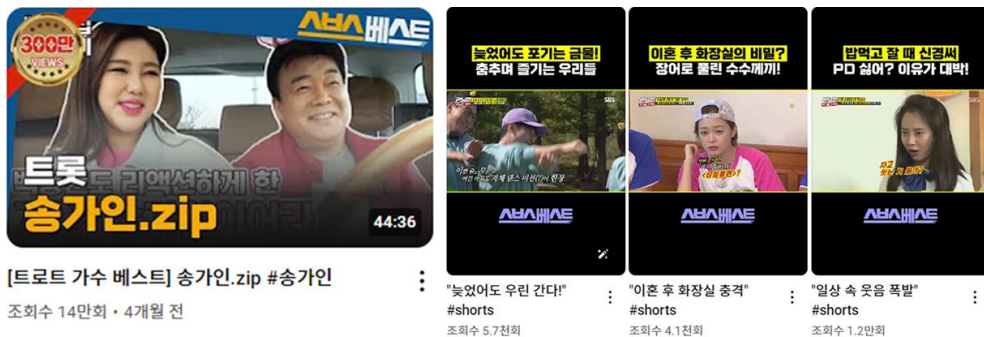 300만
VIEWS
스브스베스트
트롯
송가인.zip
44:36
[트로트 가수 베스트] 송가인.zip #송가인
조회수 14만회 • 4개월 전
늦었어도 포기는 금물!
춤추며 즐기는 우리들
SBS
스브스베스트
"늦었어도 우린 간다!"
#shorts
조회수 5.7천회
이혼 후 화장실의 비밀?
장어로 풀린 수수께끼!
스브스베스트
"이혼 후 화장실 충격"
#shorts
조회수 4.1천회
밥먹고 잘 때 신경써
PD 싫어? 이유가 대박!
SBS
스브스베스트
"일상 속 웃음 폭발"
#shorts
조회수 1.2만회